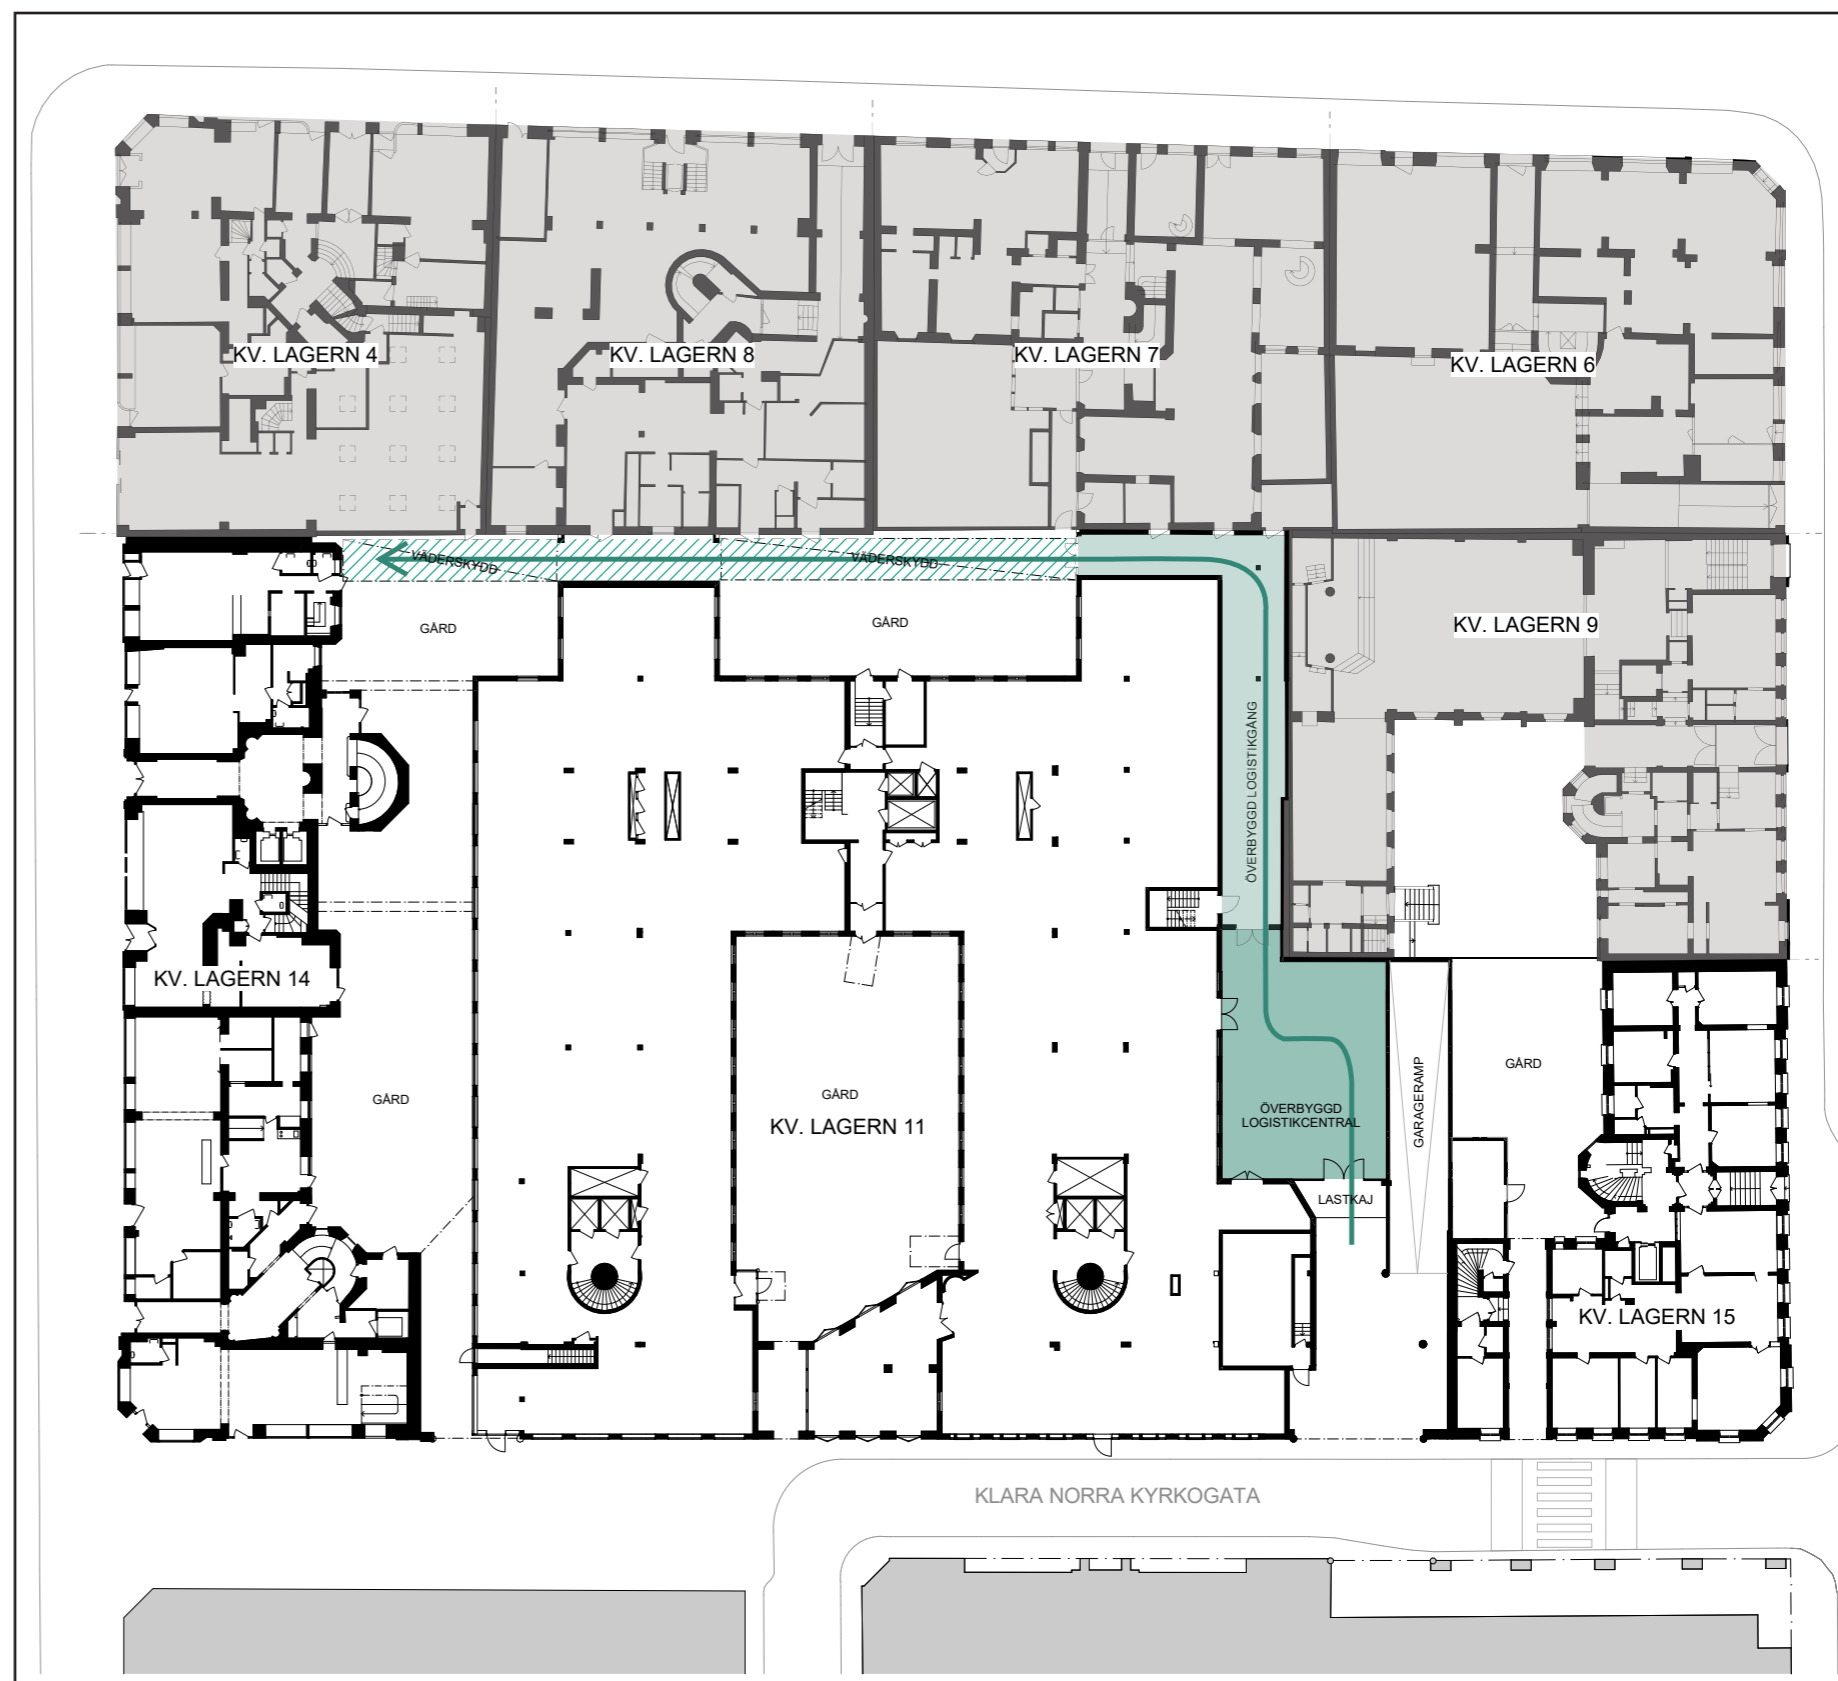 KV. LAGERN 4
KV. LAGERN 8
KV. LAGERN 7
KV. LAGERN 6
VÄDERSKYDD
VÄDERSKYDD
GÅRD
GÅRD
KV. LAGERN 9
ÖVERBYGGD LOGISTIKGÅNG
KV. LAGERN 14
GÅRD
GÅRD
KV. LAGERN 11
ÖVERBYGGD
LOGISTIKCENTRAL
GARAGERAMP
GÅRD
LASTKAJ
KV. LAGERN 15
KLARA NORRA KYRKOGATA